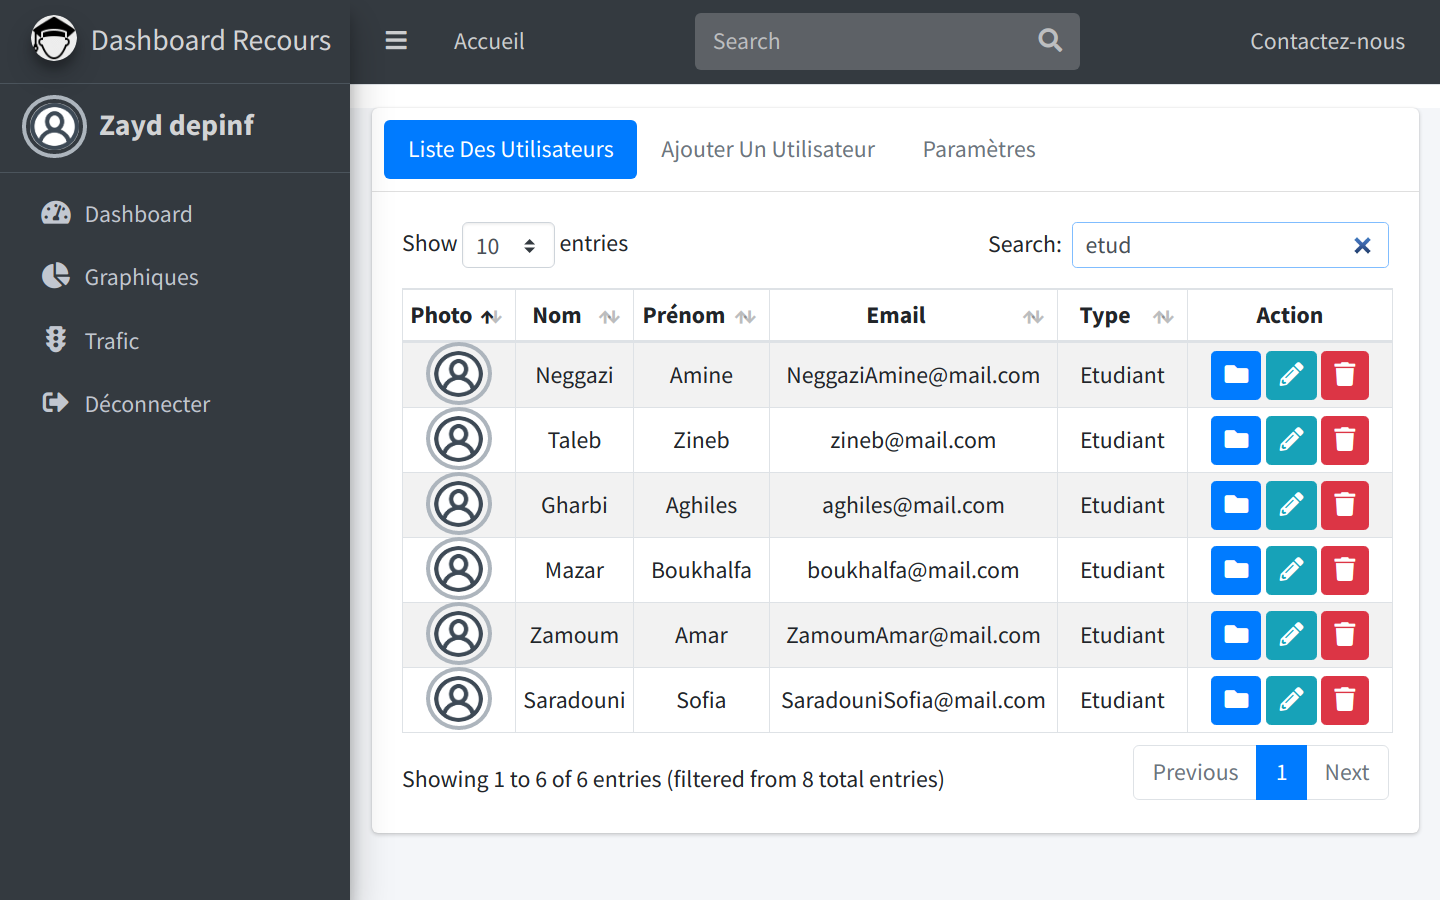 Dashboard Recours
Accueil
Search
Contactez-nous
Zayd depinf
Dashboard
Graphiques
Trafic
Déconnecter
Liste Des Utilisateurs
Ajouter Un Utilisateur
Paramètres
Show 10 entries
Search: etud
Photo Nom Prénom Email Type Action
Neggazi Amine NeggaziAmine@mail.com Etudiant
Taleb Zineb zineb@mail.com Etudiant
Gharbi Aghiles aghiles@mail.com Etudiant
Mazar Boukhalfa boukhalfa@mail.com Etudiant
Zamoum Amar ZamoumAmar@mail.com Etudiant
Saradouni Sofia SaradouniSofia@mail.com Etudiant
Showing 1 to 6 of 6 entries (filtered from 8 total entries)
Previous 1 Next